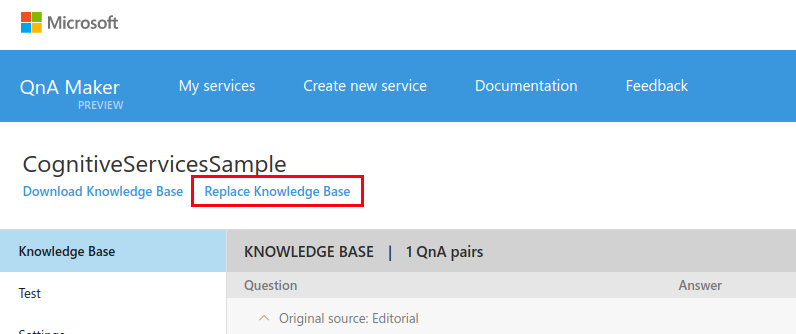 Microsoft
QnA Maker My services Create new service Documentation Feedback
PREVIEW
CognitiveServicesSample
Download Knowledge Base Replace Knowledge Base
Knowledge Base KNOWLEDGE BASE | 1 QnA pairs
Question Answer
Test
Original source: Editorial
Settings